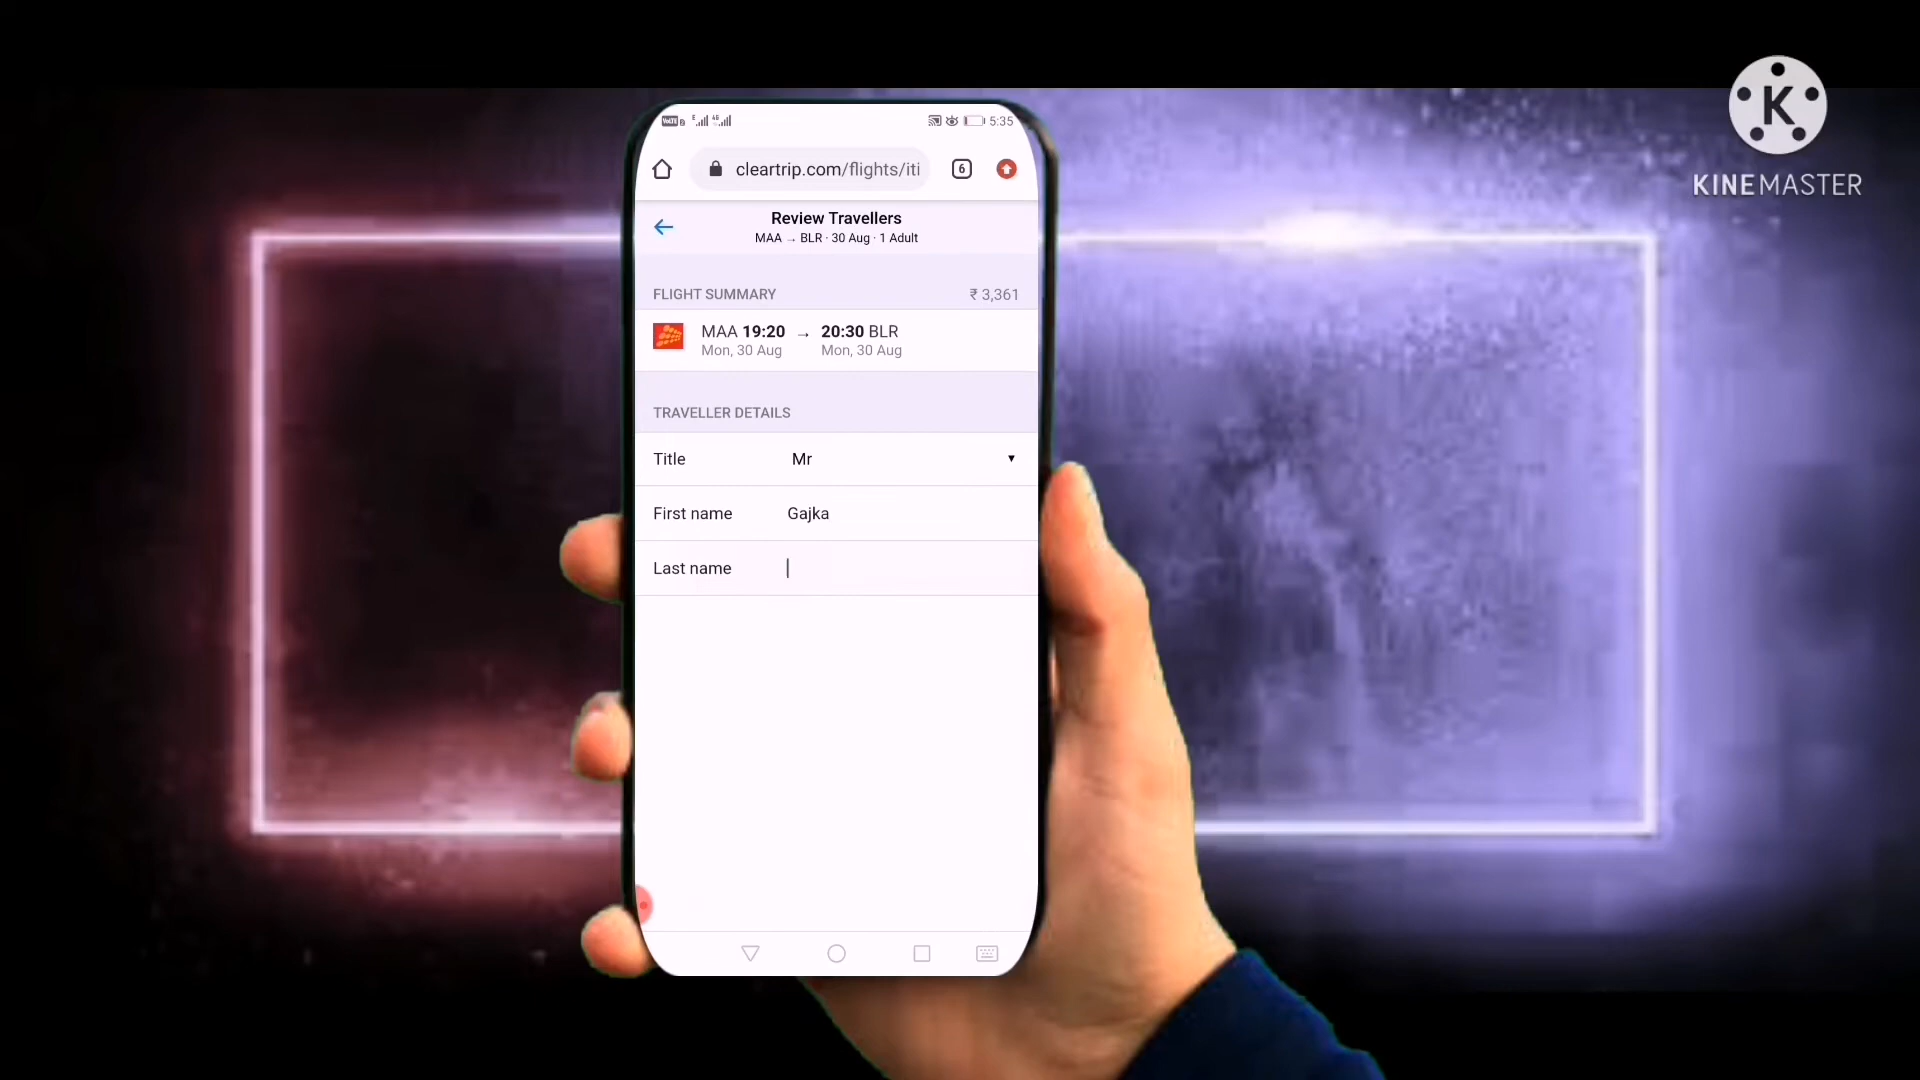 5:35
cleartrip.com/flights/iti
6
Review Travellers
MAA → BLR · 30 Aug · 1 Adult
FLIGHT SUMMARY ₹ 3,361
MAA 19:20 → 20:30 BLR
Mon, 30 Aug Mon, 30 Aug
TRAVELLER DETAILS
Title Mr
First name Gajka
Last name
K
KINEMASTER